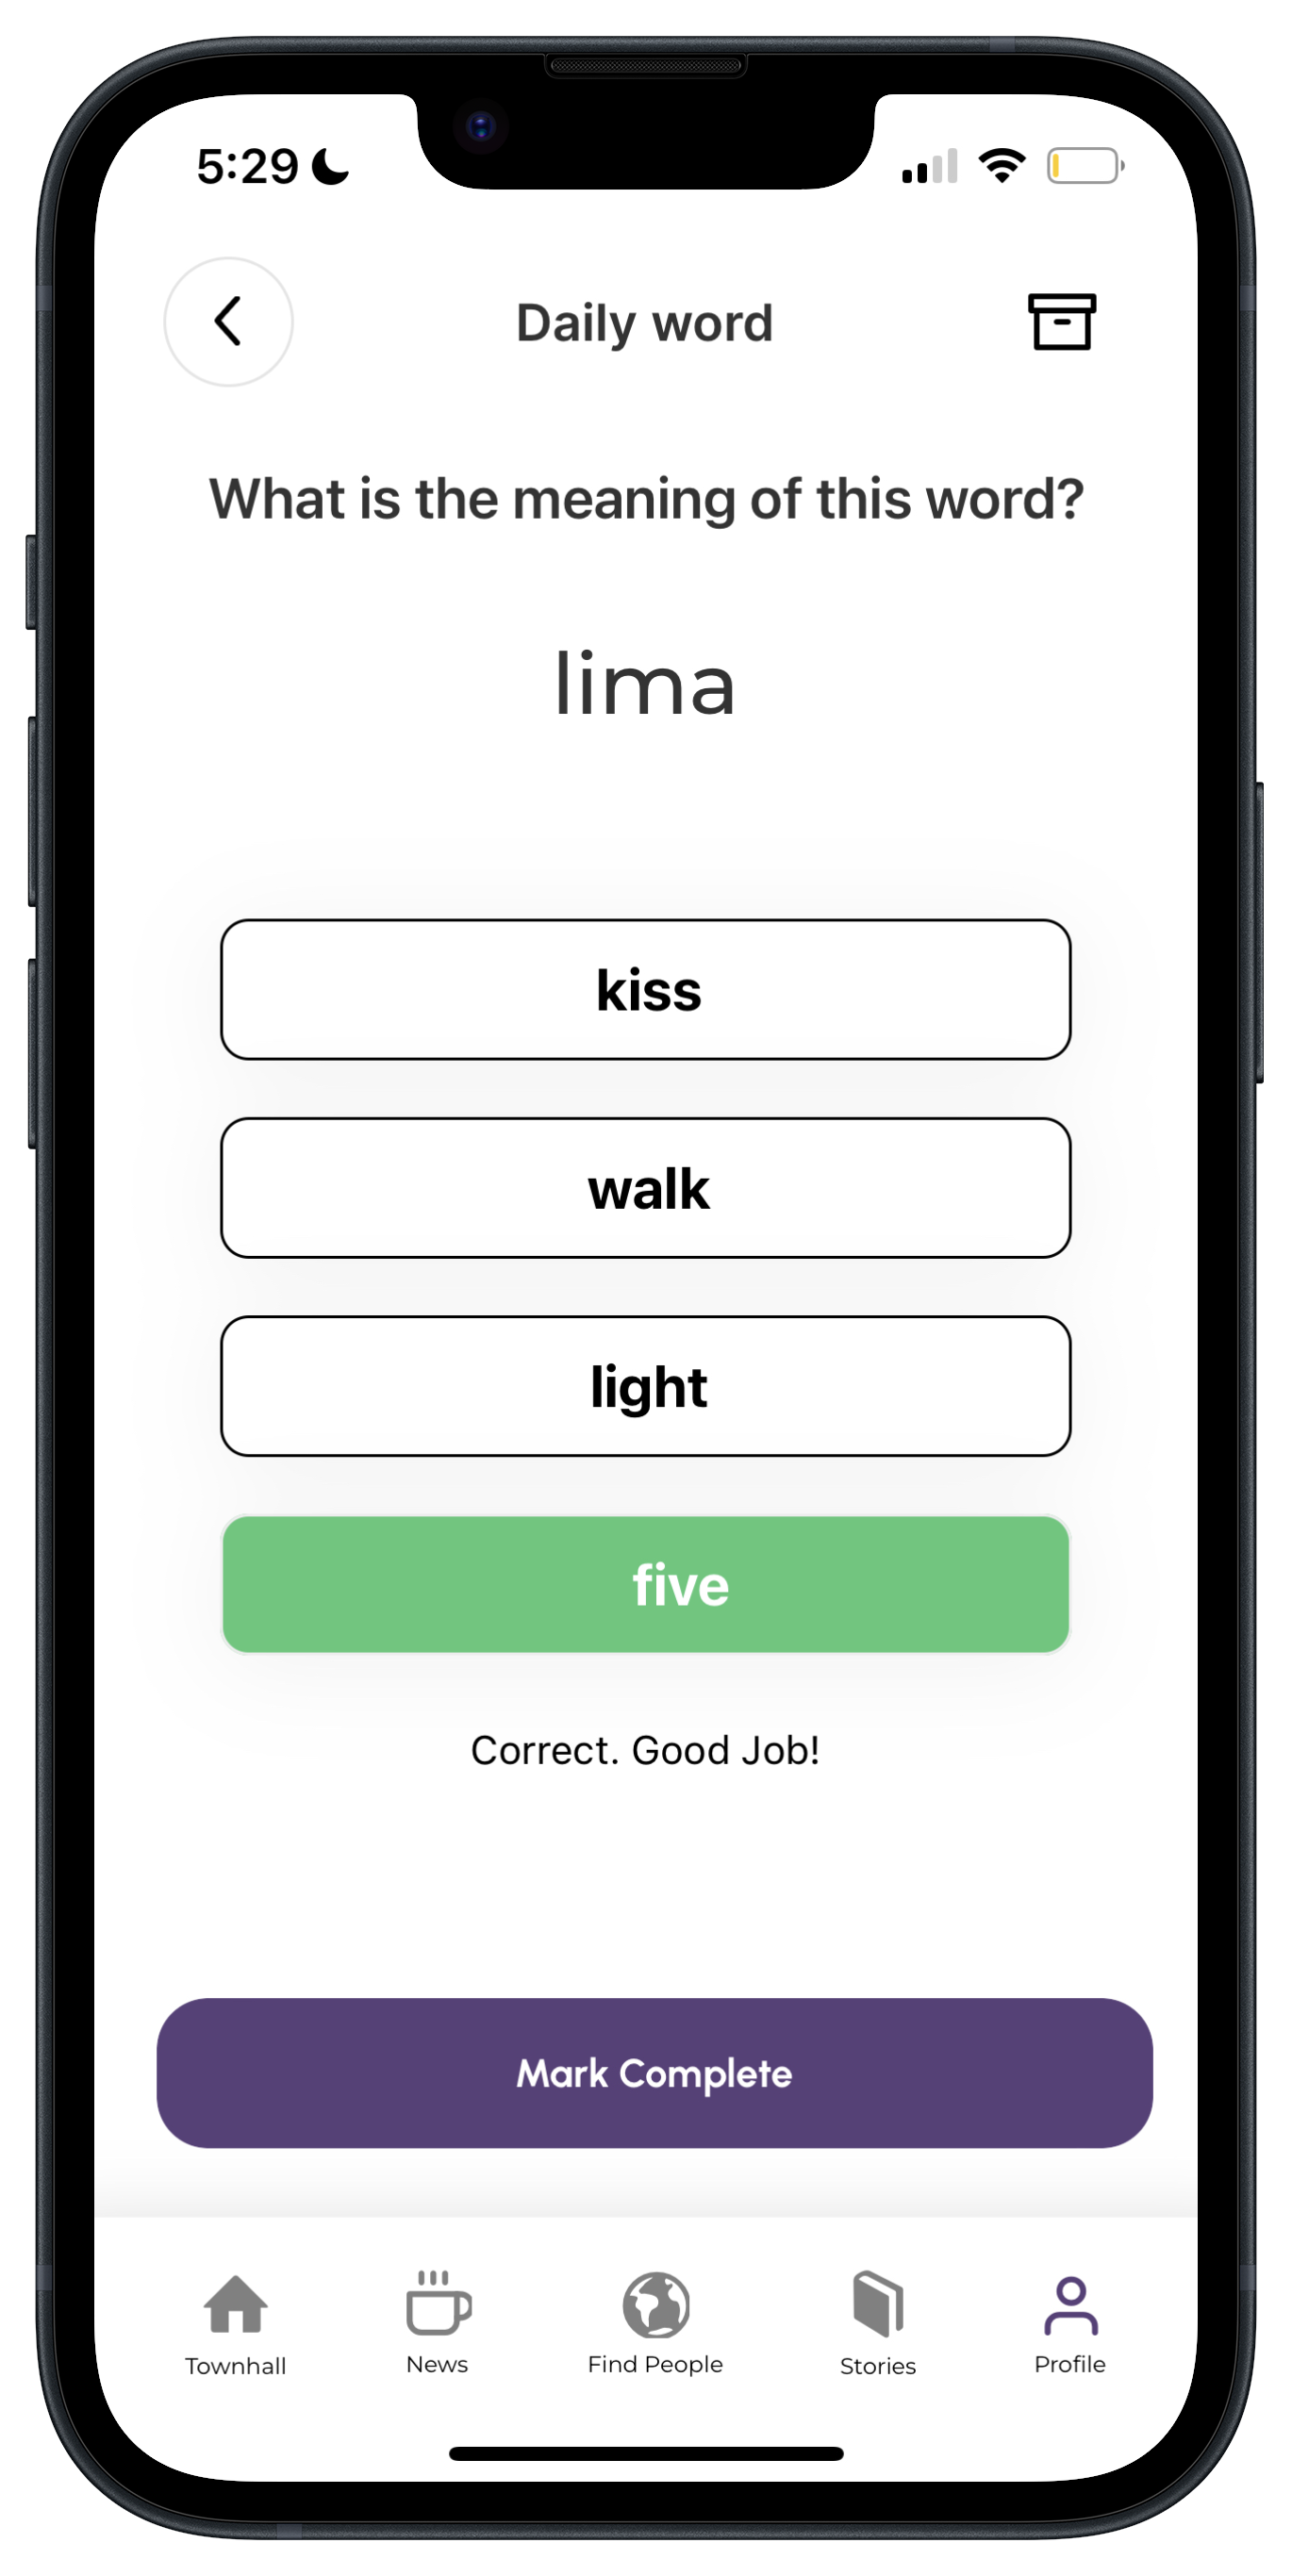 5:29
Daily word
What is the meaning of this word?
lima
kiss
walk
light
five
Correct. Good Job!
Mark Complete
Townhall
News
Find People
Stories
Profile